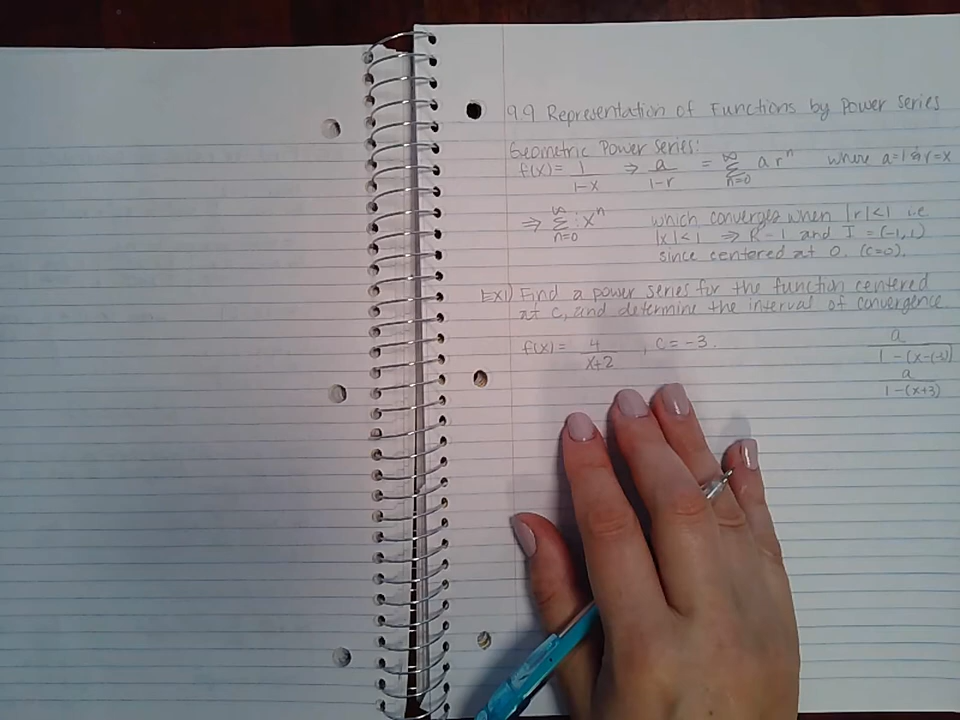 9.9 Representation of Functions by Power Series
Geometric Power Series:
f(x) = 1/(1-x) ⇒ a/(1-r) = ∑_{n=0}^{∞} a r^n where a=1 & r=x
⇒ ∑_{n=0}^{∞} x^n which converges when |r|<1 i.e.
|x|<1 ⇒ R=1 and I = (-1,1)
since centered at 0. (c=0).
EX1) Find a power series for the function centered
at c, and determine the interval of convergence.
f(x) = 4/(x+2), c = -3.
a/(1-(x-(-3)))
a/(1-(x+3))